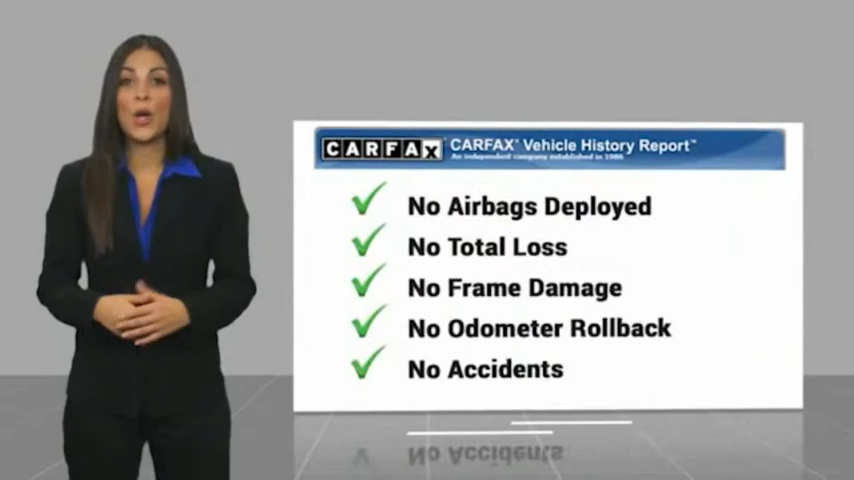 CARFAX CARFAX Vehicle History Report™
An independent company established in 1986
No Airbags Deployed
No Total Loss
No Frame Damage
No Odometer Rollback
No Accidents
No Accidents